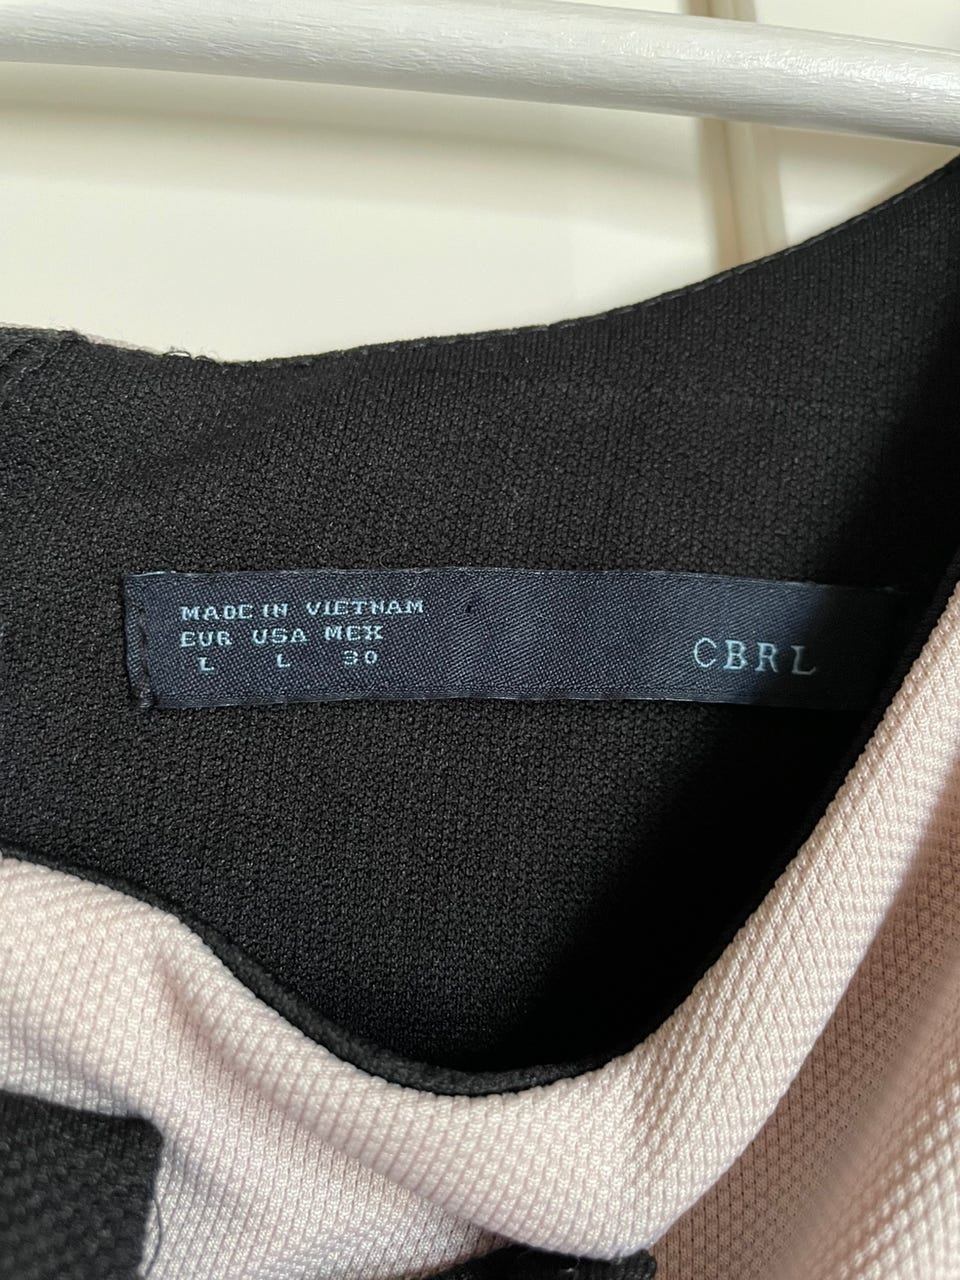 MADE IN VIETNAM
EUR USA MEX
L L 30
CBRL